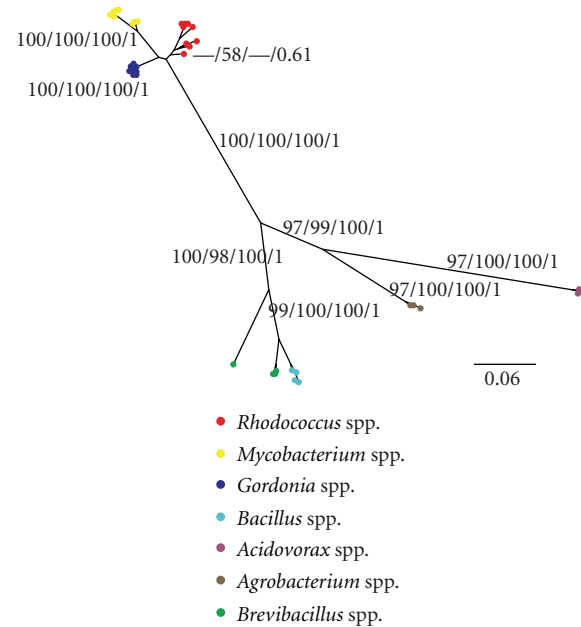 100/100/100/1
—/58/—/0.61
100/100/100/1
100/100/100/1
97/99/100/1
100/98/100/1
97/100/100/1
97/100/100/1
99/100/100/1
0.06
Rhodococcus spp.
Mycobacterium spp.
Gordonia spp.
Bacillus spp.
Acidovorax spp.
Agrobacterium spp.
Brevibacillus spp.